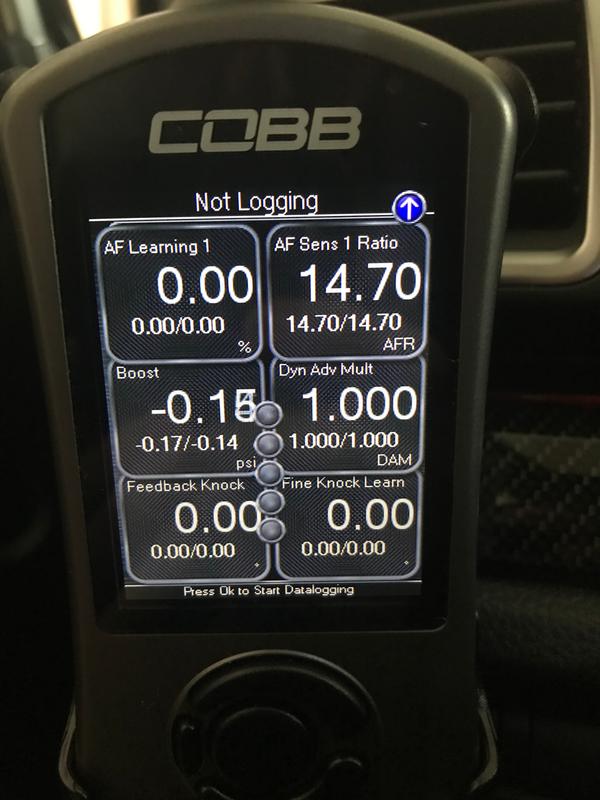 COBB
Not Logging
AF Learning 1
0.00
0.00/0.00
%
AF Sens 1 Ratio
14.70
14.70/14.70
AFR
Boost
-0.17/-0.14
psi
Dyn Adv Mult
1.000
1.000/1.000
DAM
Feedback Knock
0.00
0.00/0.00
°
Fine Knock Learn
0.00
0.00/0.00
°
Press Ok to Start Datalogging